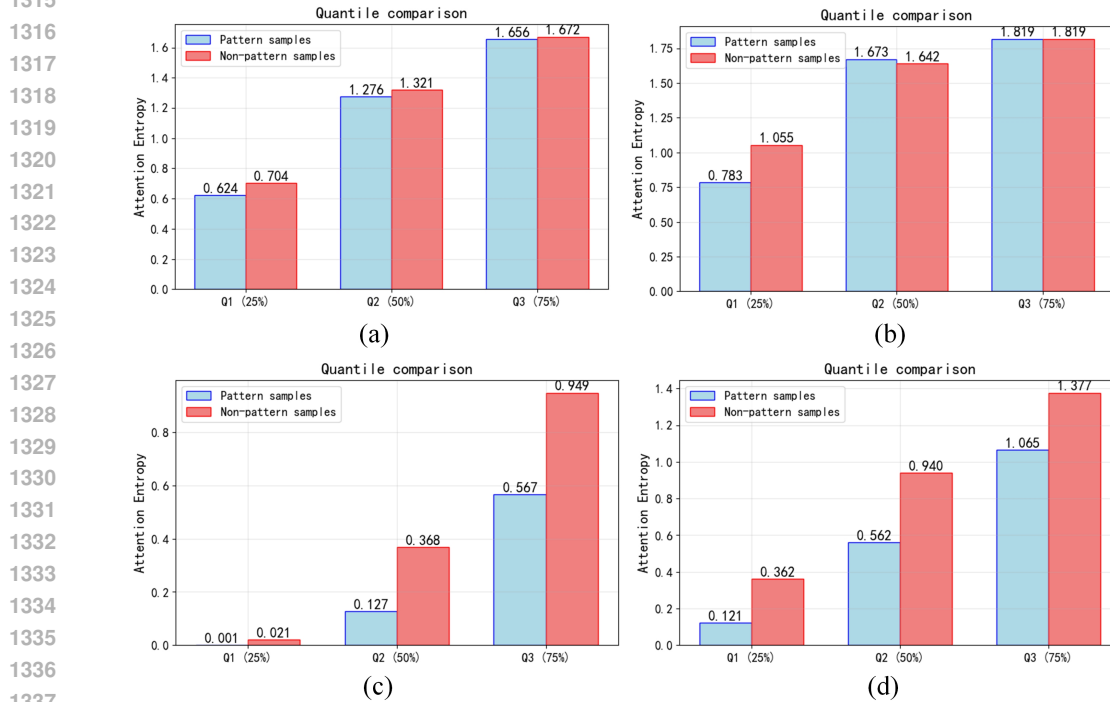 1315
1316
1317
1318
1319
1320
1321
1322
1323
1324
1325
1326
1327
1328
1329
1330
1331
1332
1333
1334
1335
1336
1337
Quantile comparison
Pattern samples
Non-pattern samples
Attention Entropy
1.6
1.4
1.2
1.0
0.8
0.6
0.4
0.2
0.0
0.624 0.704
1.276 1.321
1.656 1.672
Q1 (25%) Q2 (50%) Q3 (75%)
(a)
Quantile comparison
Pattern samples
Non-pattern samples
Attention Entropy
1.75
1.50
1.25
1.00
0.75
0.50
0.25
0.00
0.783 1.055
1.673 1.642
1.819 1.819
Q1 (25%) Q2 (50%) Q3 (75%)
(b)
Quantile comparison
Pattern samples
Non-pattern samples
Attention Entropy
0.8
0.6
0.4
0.2
0.0
0.001 0.021
0.127 0.368
0.567 0.949
Q1 (25%) Q2 (50%) Q3 (75%)
(c)
Quantile comparison
Pattern samples
Non-pattern samples
Attention Entropy
1.4
1.2
1.0
0.8
0.6
0.4
0.2
0.0
0.121 0.362
0.562 0.940
1.065 1.377
Q1 (25%) Q2 (50%) Q3 (75%)
(d)